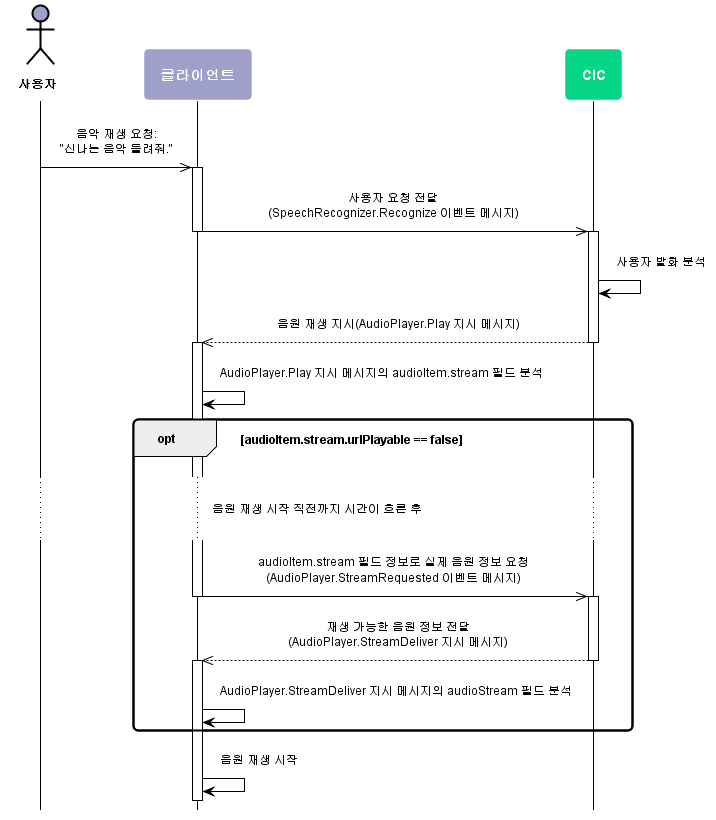 사용자
클라이언트
CIC
음악 재생 요청:
"신나는 음악 들려줘."
사용자 요청 전달
(SpeechRecognizer.Recognize 이벤트 메시지)
사용자 발화 분석
음원 재생 지시(AudioPlayer.Play 지시 메시지)
AudioPlayer.Play 지시 메시지의 audioItem.stream 필드 분석
opt
[audioItem.stream.urlPlayable == false]
음원 재생 시작 직전까지 시간이 흐른 후
audioItem.stream 필드 정보로 실제 음원 정보 요청
(AudioPlayer.StreamRequested 이벤트 메시지)
재생 가능한 음원 정보 전달
(AudioPlayer.StreamDeliver 지시 메시지)
AudioPlayer.StreamDeliver 지시 메시지의 audioStream 필드 분석
음원 재생 시작